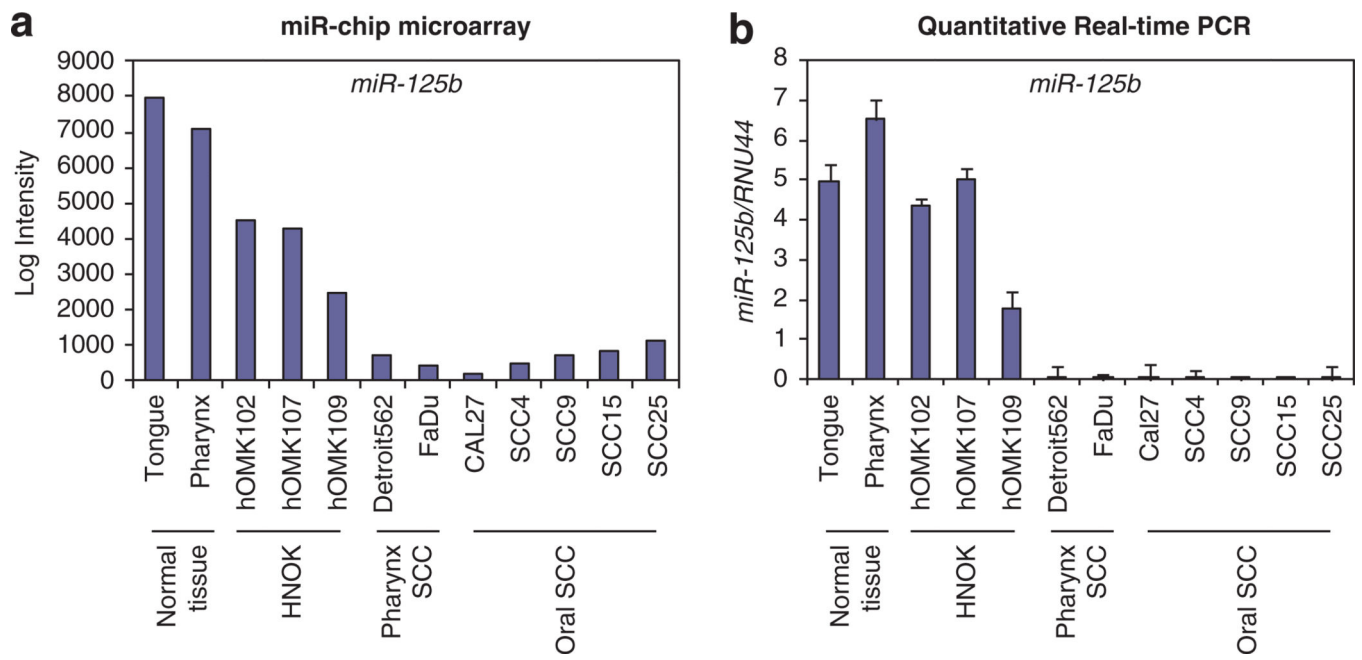 a
miR-chip microarray
miR-125b
Log Intensity
9000
8000
7000
6000
5000
4000
3000
2000
1000
0
Tongue
Pharynx
hOMK102
hOMK107
hOMK109
Detroit562
FaDu
CAL27
SCC4
SCC9
SCC15
SCC25
Normal
tissue
HNOK
Pharynx
SCC
Oral SCC
b
Quantitative Real-time PCR
miR-125b
miR-125b/RNU44
8
7
6
5
4
2
1
0
Tongue
Pharynx
hOMK102
hOMK107
hOMK109
Detroit562
FaDu
Cal27
SCC4
SCC9
SCC15
SCC25
Normal
tissue
HNOK
Pharynx
SCC
Oral SCC